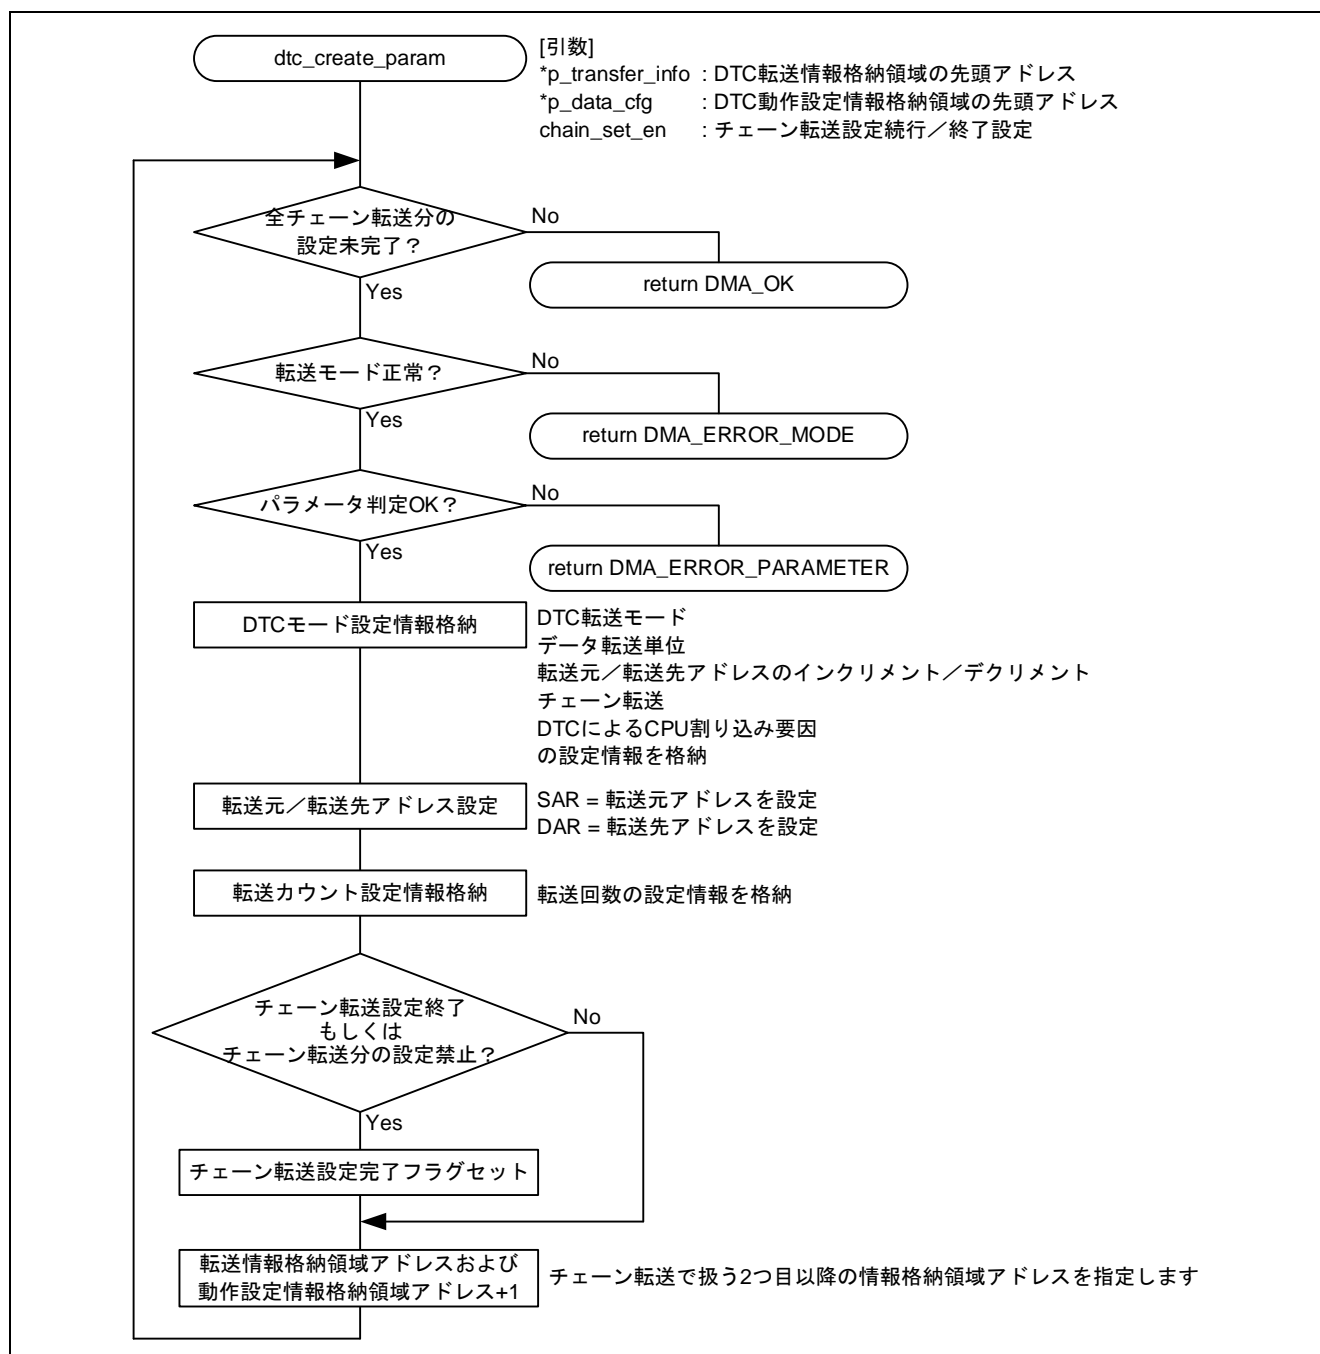 dtc_create_param
[引数]
*p_transfer_info : DTC転送情報格納領域の先頭アドレス
*p_data_cfg : DTC動作設定情報格納領域の先頭アドレス
chain_set_en : チェーン転送設定続行／終了設定
全チェーン転送分の
設定未完了？
No
return DMA_OK
Yes
転送モード正常？
No
return DMA_ERROR_MODE
Yes
パラメータ判定OK？
No
return DMA_ERROR_PARAMETER
Yes
DTCモード設定情報格納
DTC転送モード
データ転送単位
転送元／転送先アドレスのインクリメント／デクリメント
チェーン転送
DTCによるCPU割り込み要因
の設定情報を格納
転送元／転送先アドレス設定
SAR = 転送元アドレスを設定
DAR = 転送先アドレスを設定
転送カウント設定情報格納
転送回数の設定情報を格納
チェーン転送設定終了
もしくは
チェーン転送分の設定禁止？
No
Yes
チェーン転送設定完了フラグセット
転送情報格納領域アドレスおよび
動作設定情報格納領域アドレス+1
チェーン転送で扱う2つ目以降の情報格納領域アドレスを指定します